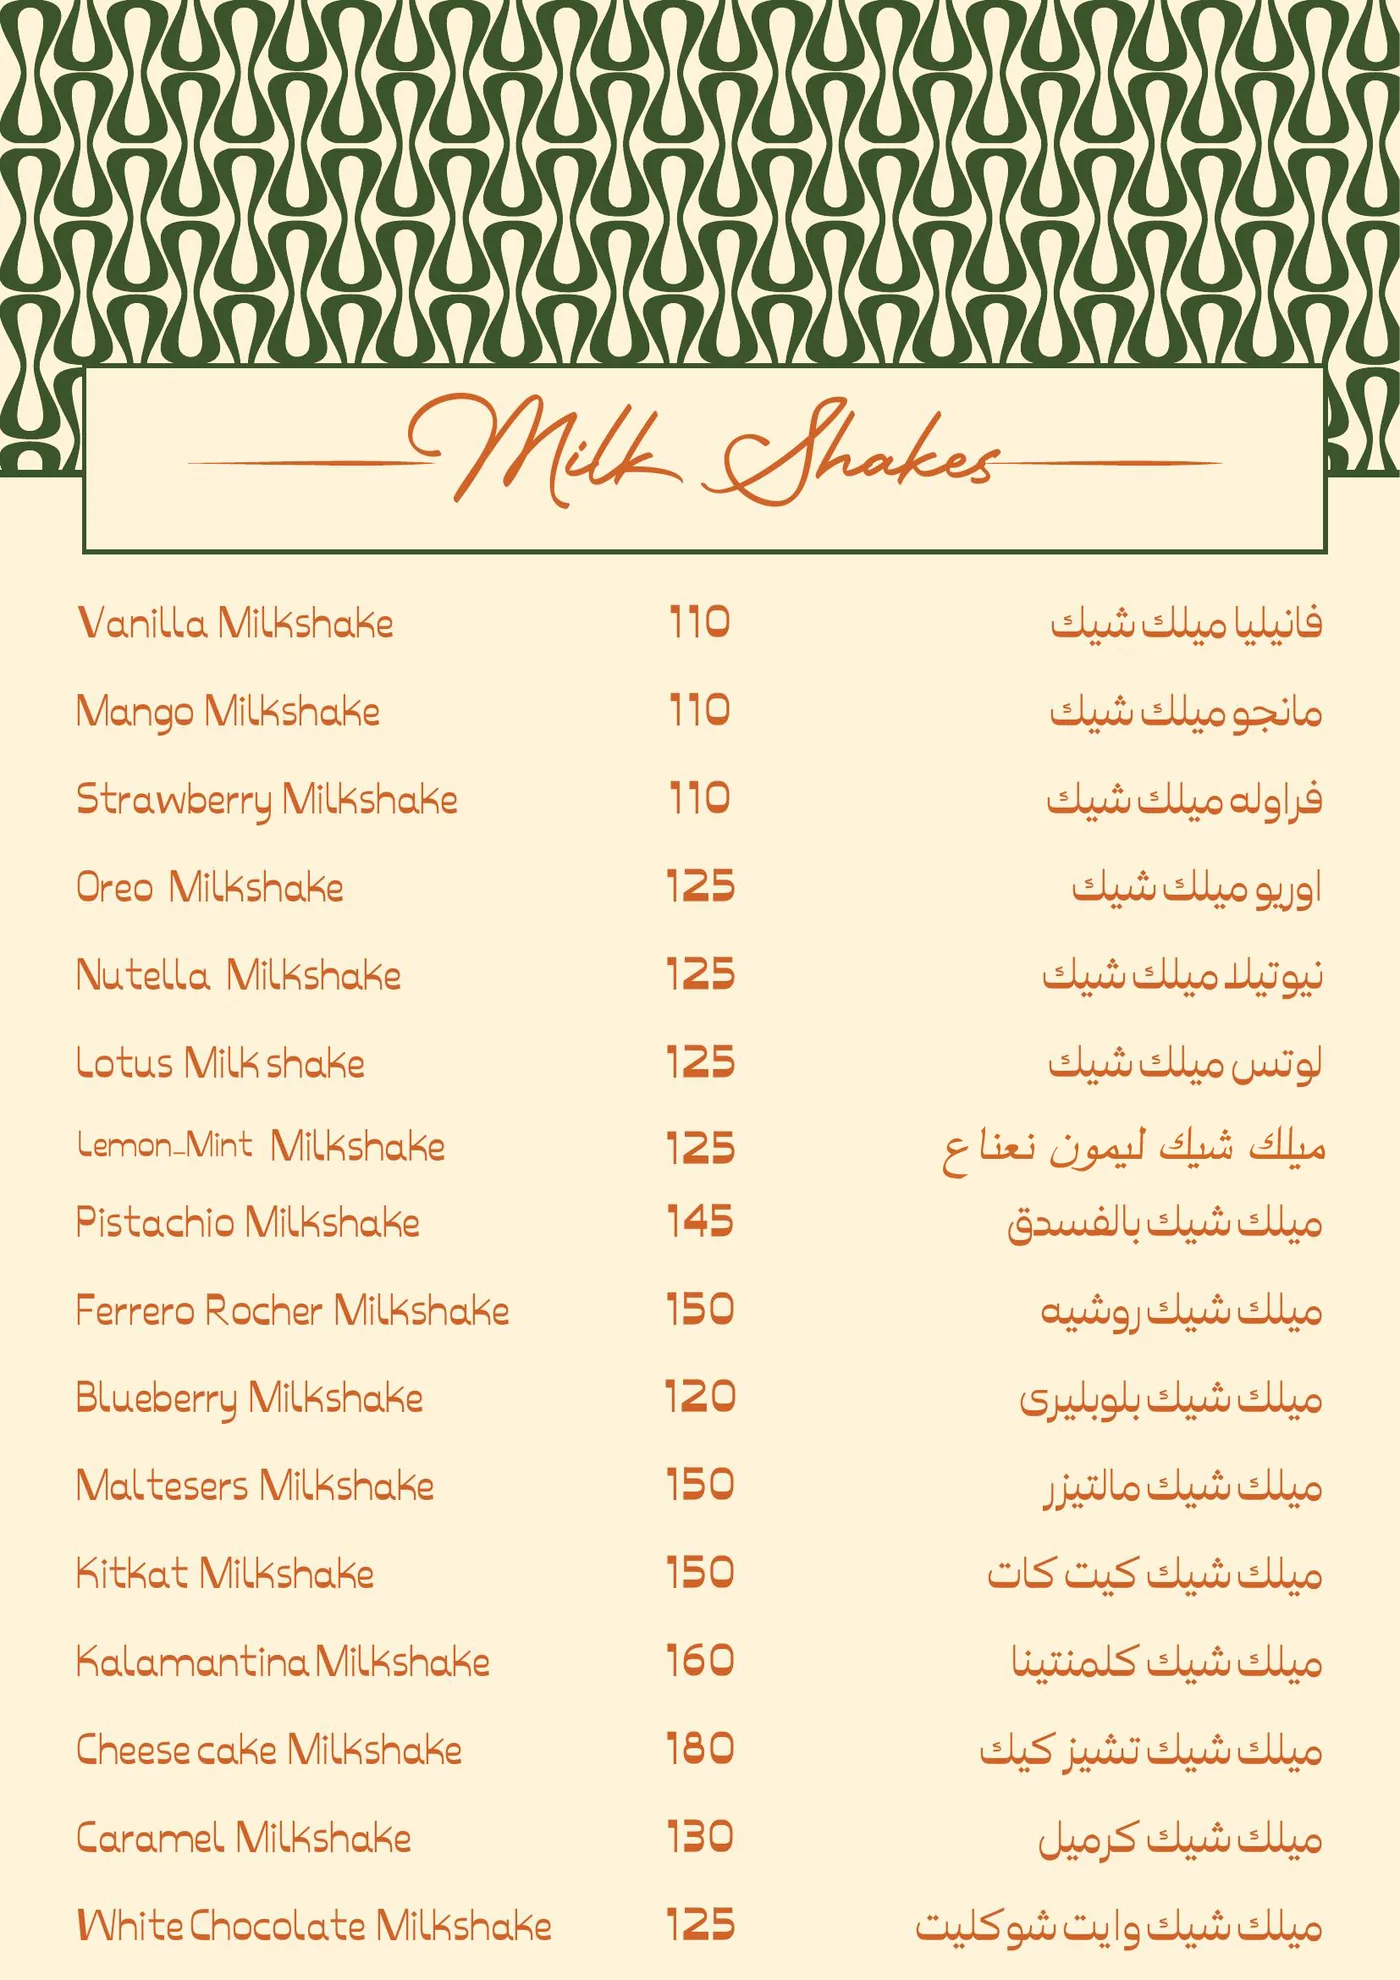 Milk Shakes
Vanilla Milkshake 110 فانيليا ميلك شيك
Mango Milkshake 110 مانجو ميلك شيك
Strawberry Milkshake 110 فراوله ميلك شيك
Oreo Milkshake 125 اوريو ميلك شيك
Nutella Milkshake 125 نيوتيلا ميلك شيك
Lotus Milk shake 125 لوتس ميلك شيك
Lemon-Mint Milkshake 125 ميلك شيك ليمون نعناع
Pistachio Milkshake 145 ميلك شيك بالفسدق
Ferrero Rocher Milkshake 150 ميلك شيك روشيه
Blueberry Milkshake 120 ميلك شيك بلوبليرى
Maltesers Milkshake 150 ميلك شيك مالتيزر
Kitkat Milkshake 150 ميلك شيك كيت كات
Kalamantina Milkshake 160 ميلك شيك كلمنتينا
Cheese cake Milkshake 180 ميلك شيك تشيز كيك
Caramel Milkshake 130 ميلك شيك كرميل
White Chocolate Milkshake 125 ميلك شيك وايت شوكليت